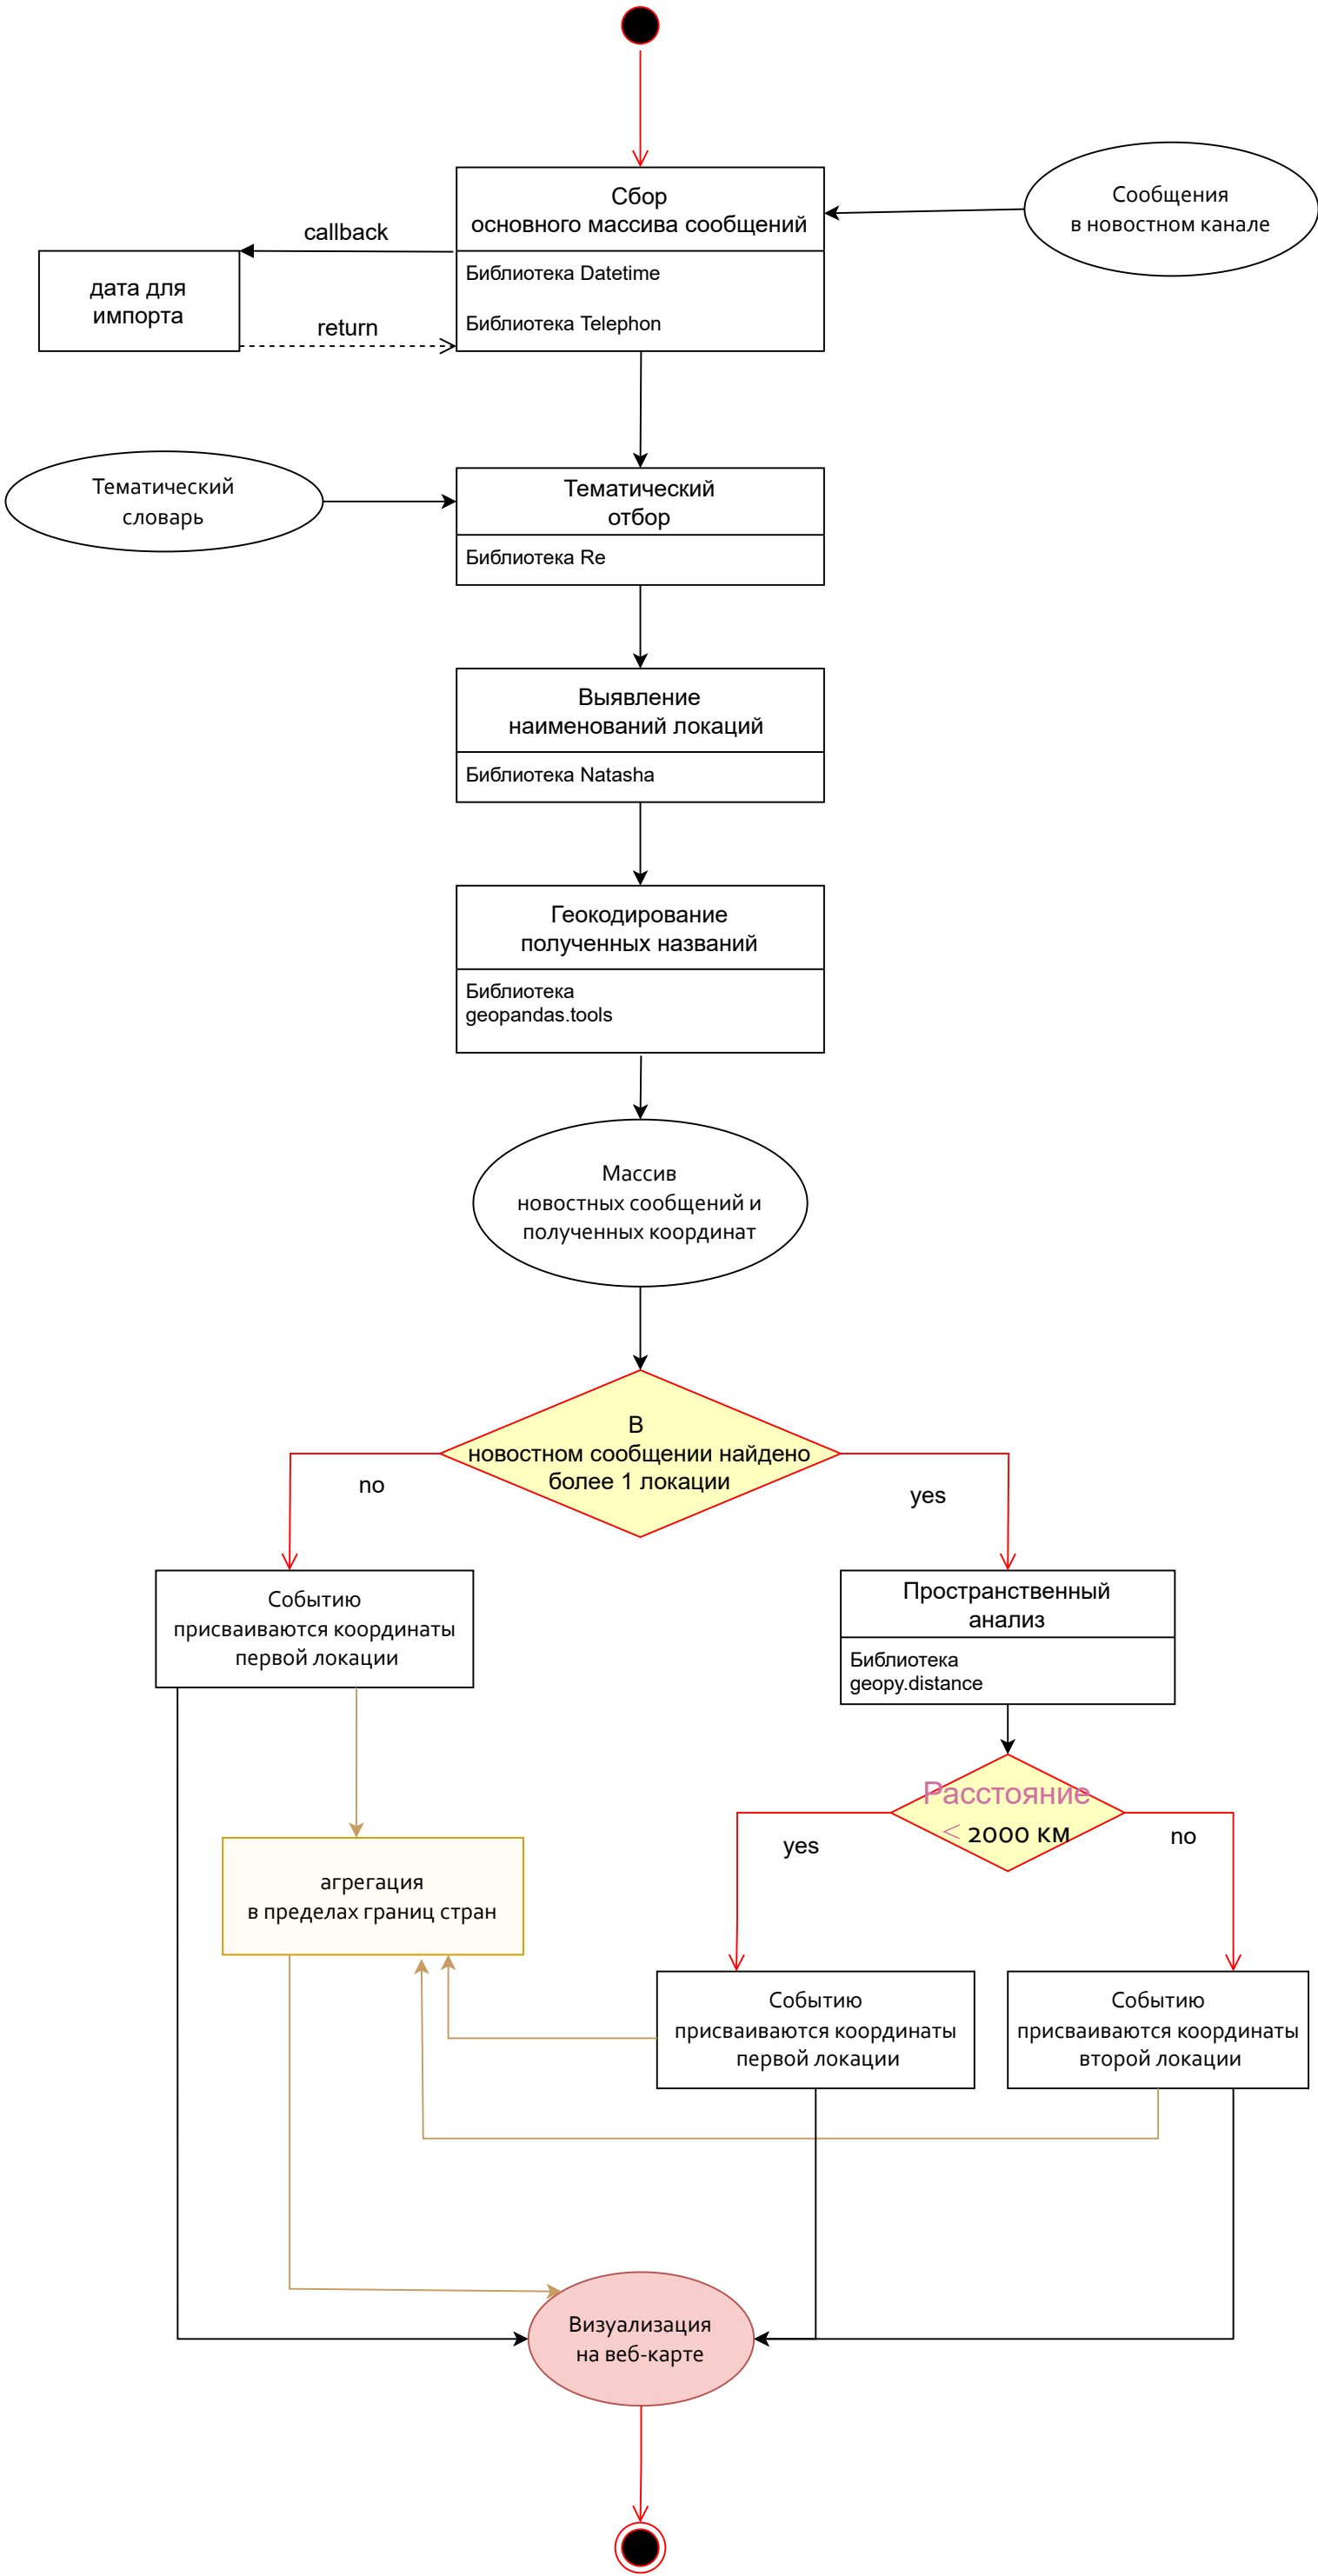 Сбор
основного массива сообщений
Сообщения
в новостном канале
callback
Библиотека Datetime
дата для
импорта
return
Библиотека Telephon
Тематический
словарь
Тематический
отбор
Библиотека Re
Выявление
наименований локаций
Библиотека Natasha
Геокодирование
полученных названий
Библиотека
geopandas.tools
Массив
новостных сообщений и
полученных координат
В
новостном сообщении найдено
более 1 локации
no
yes
Событию
присваиваются координаты
первой локации
Пространственный
анализ
Библиотека
geopy.distance
Расстояние
< 2000 км
yes
no
агрегация
в пределах границ стран
Событию
присваиваются координаты
первой локации
Событию
присваиваются координаты
второй локации
Визуализация
на веб-карте